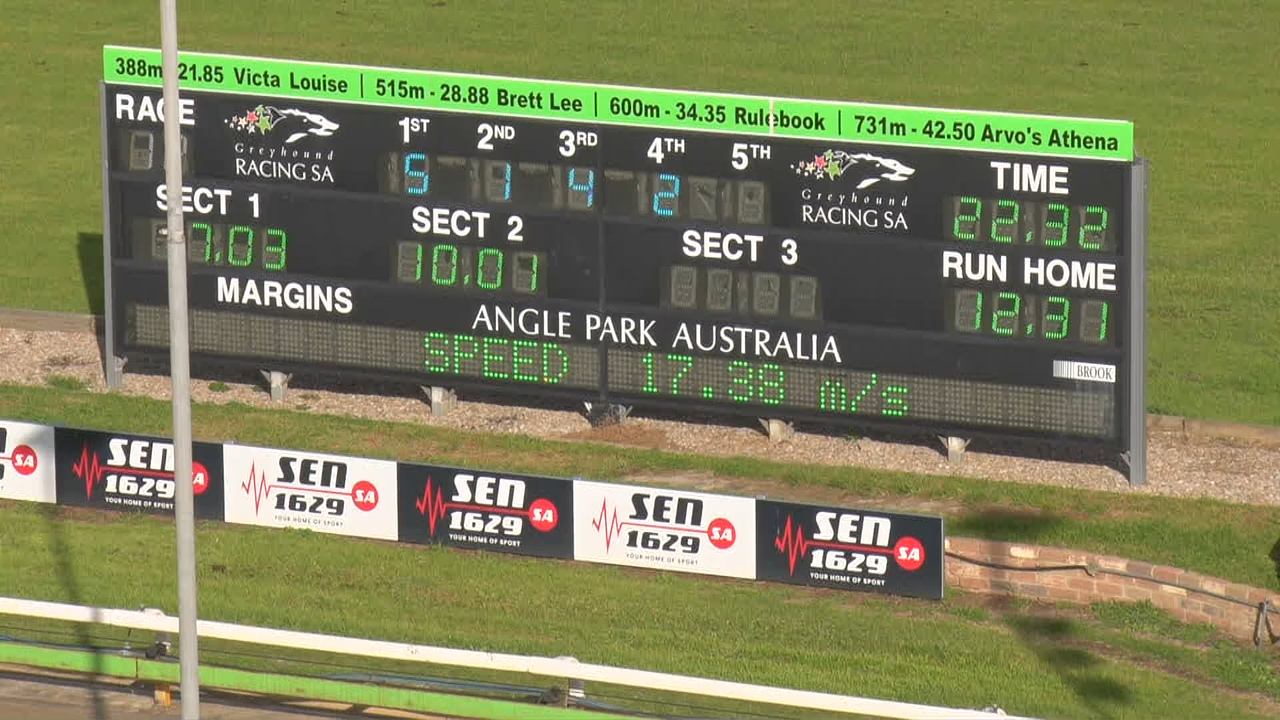 388m 21.85 Victa Louise | 515m - 28.88 Brett Lee | 600m - 34.35 Rulebook | 731m - 42.50 Arvo's Athena
RACE
Greyhound
RACING SA
1ST 2ND 3RD 4TH 5TH
5 1 4 2
Greyhound
RACING SA
TIME
22.32
SECT 1
7.03
SECT 2
10.01
SECT 3
RUN HOME
12.31
MARGINS
ANGLE PARK AUSTRALIA
SPEED 17.38 m/s
BROOK
SA
SEN
1629 SA
YOUR HOME OF SPORT
SEN
1629 SA
YOUR HOME OF SPORT
SEN
1629 SA
YOUR HOME OF SPORT
SEN
1629 SA
YOUR HOME OF SPORT
SEN
1629 SA
YOUR HOME OF SPORT